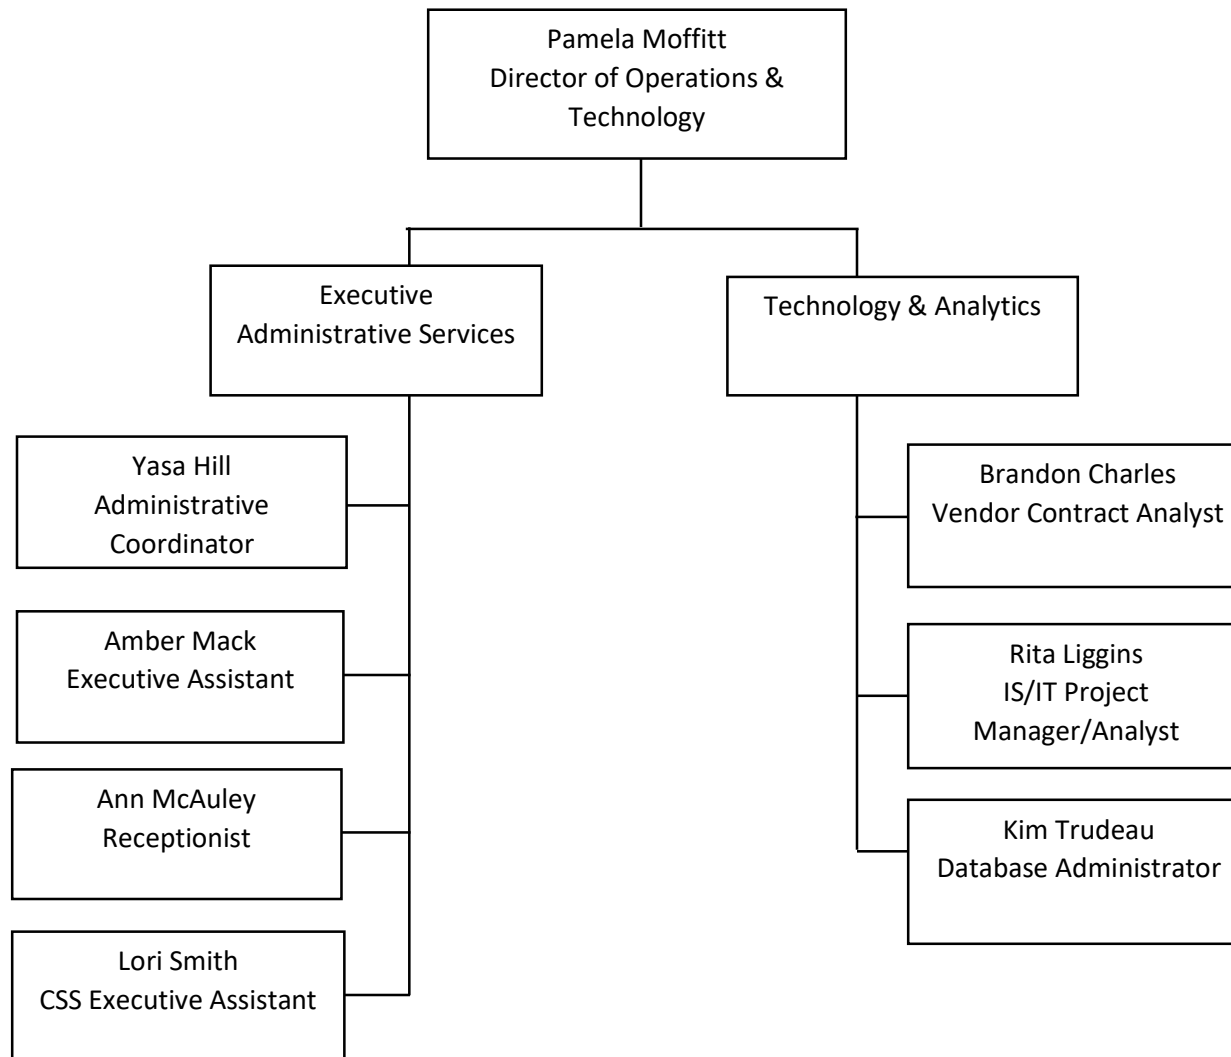 Pamela Moffitt
Director of Operations &
Technology
Executive
Administrative Services
Technology & Analytics
Yasa Hill
Administrative
Coordinator
Amber Mack
Executive Assistant
Ann McAuley
Receptionist
Lori Smith
CSS Executive Assistant
Brandon Charles
Vendor Contract Analyst
Rita Liggins
IS/IT Project
Manager/Analyst
Kim Trudeau
Database Administrator